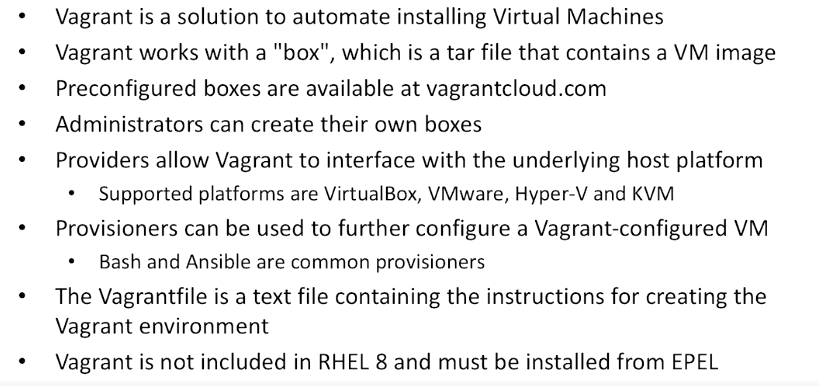 • Vagrant is a solution to automate installing Virtual Machines
• Vagrant works with a "box", which is a tar file that contains a VM image
• Preconfigured boxes are available at vagrantcloud.com
• Administrators can create their own boxes
• Providers allow Vagrant to interface with the underlying host platform
• Supported platforms are VirtualBox, VMware, Hyper-V and KVM
• Provisioners can be used to further configure a Vagrant-configured VM
• Bash and Ansible are common provisioners
• The Vagrantfile is a text file containing the instructions for creating the
Vagrant environment
• Vagrant is not included in RHEL 8 and must be installed from EPEL